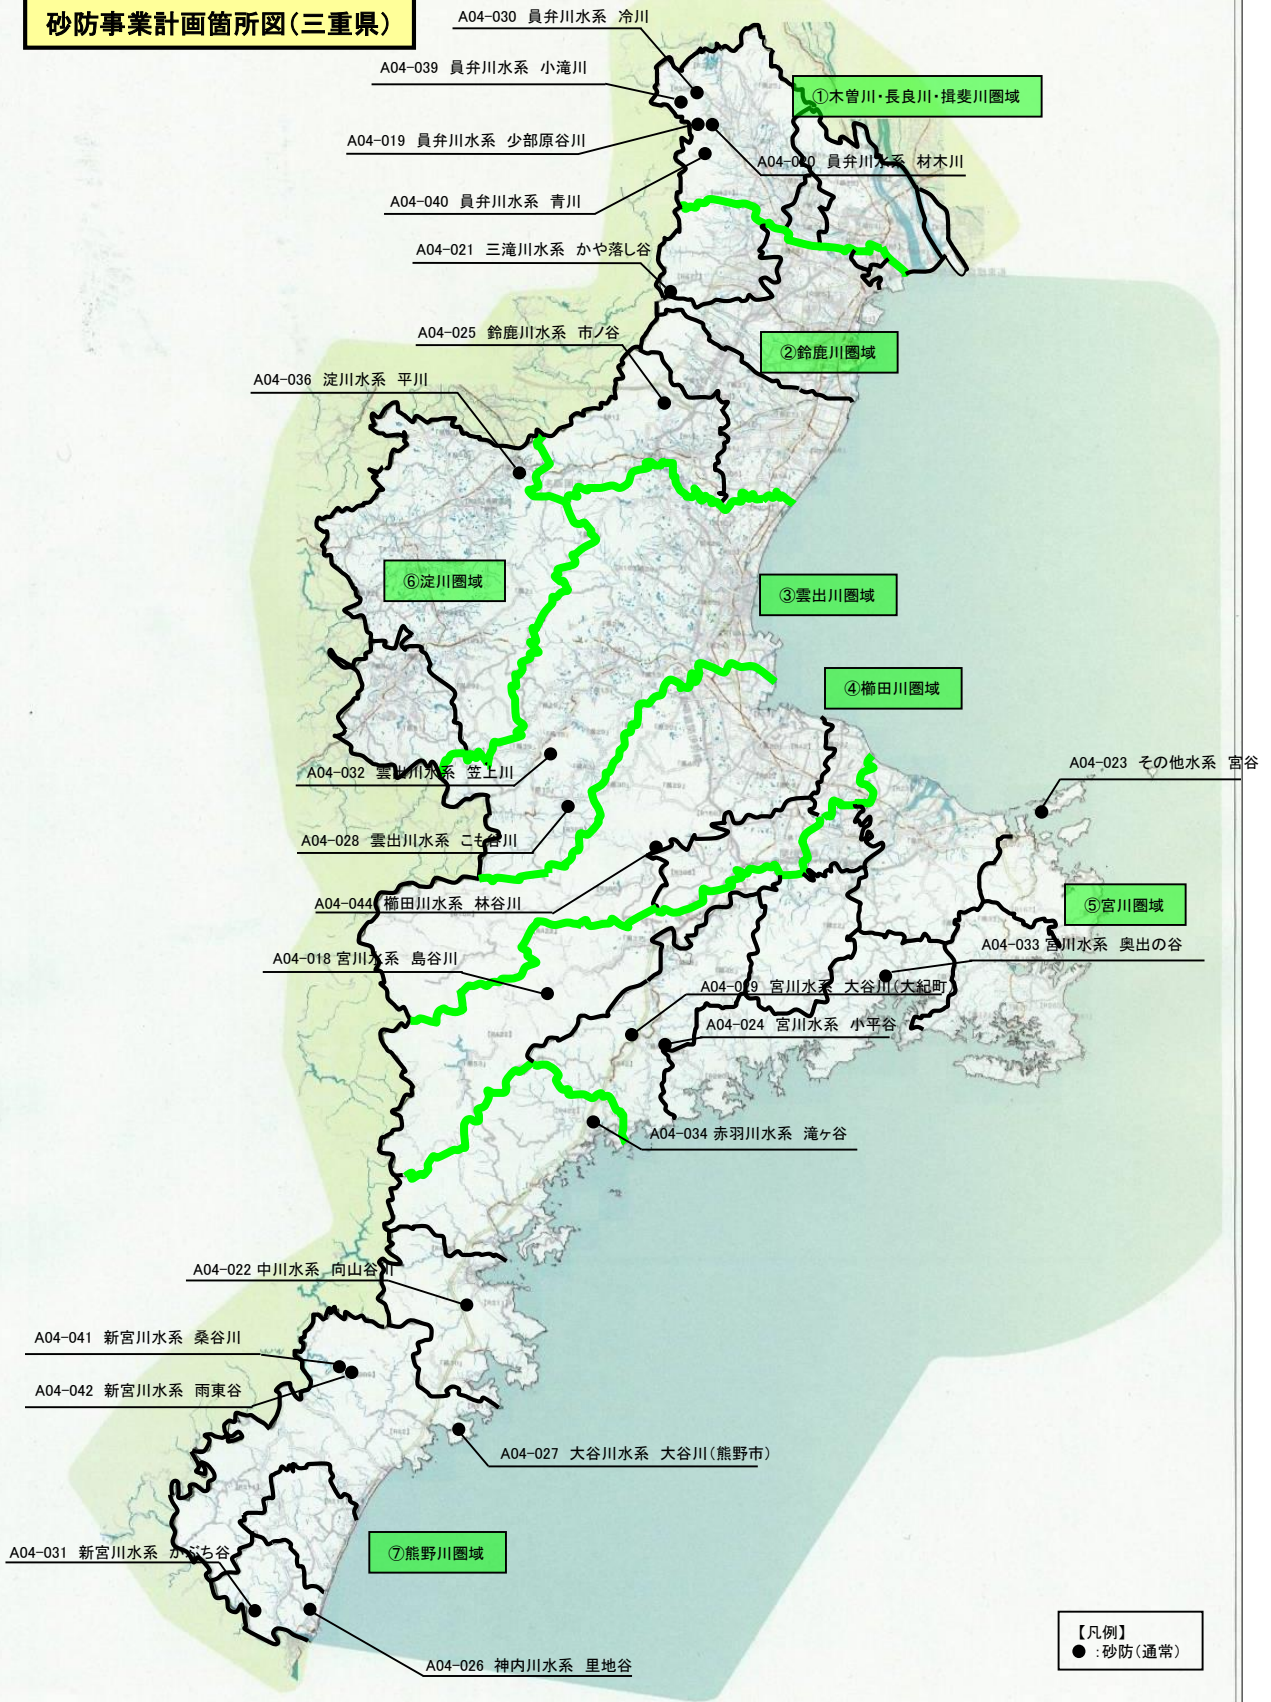 砂防事業計画箇所図(三重県)
A04-030 員弁川水系 冷川
A04-039 員弁川水系 小滝川
①木曽川・長良川・揖斐川圏域
A04-019 員弁川水系 少部原谷川
A04-020 員弁川水系 材木川
A04-040 員弁川水系 青川
A04-021 三滝川水系 かや落し谷
A04-025 鈴鹿川水系 市ノ谷
②鈴鹿川圏域
A04-036 淀川水系 平川
⑥淀川圏域
③雲出川圏域
④櫛田川圏域
A04-032 雲出川水系 笠上川
A04-023 その他水系 宮谷
A04-028 雲出川水系 こも谷川
A04-044 櫛田川水系 林谷川
⑤宮川圏域
A04-033 宮川水系 奥出の谷
A04-018 宮川水系 島谷川
A04-029 宮川水系 大谷川(大紀町
A04-024 宮川水系 小平谷
A04-034 赤羽川水系 滝ヶ谷
A04-022 中川水系 向山谷川
A04-041 新宮川水系 桑谷川
A04-042 新宮川水系 雨東谷
A04-027 大谷川水系 大谷川(熊野市)
A04-031 新宮川水系 かぶち谷
⑦熊野川圏域
A04-026 神内川水系 里地谷
【凡例】
● :砂防(通常)